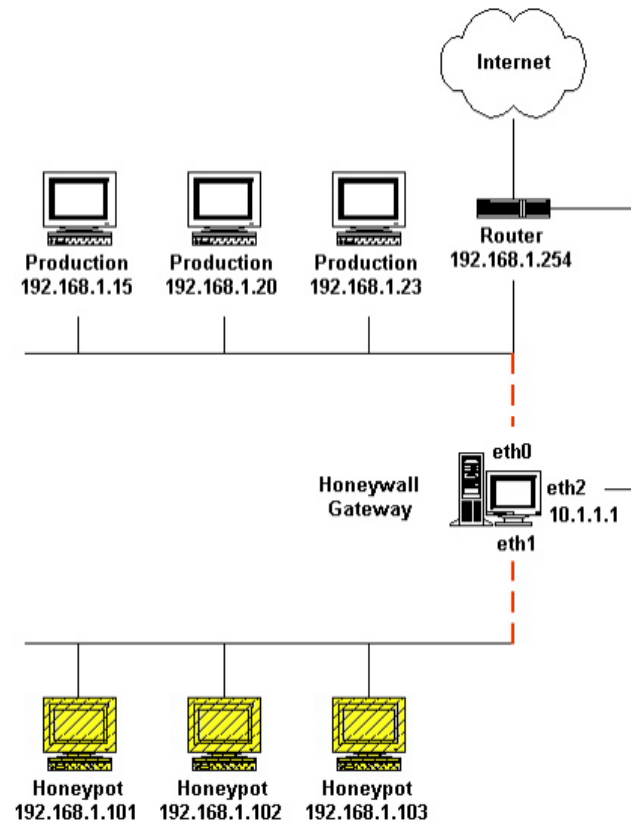 Internet
Production
192.168.1.15
Production
192.168.1.20
Production
192.168.1.23
Router
192.168.1.254
Honeywall
Gateway
eth0
eth2
10.1.1.1
eth1
Honeypot
192.168.1.101
Honeypot
192.168.1.102
Honeypot
192.168.1.103